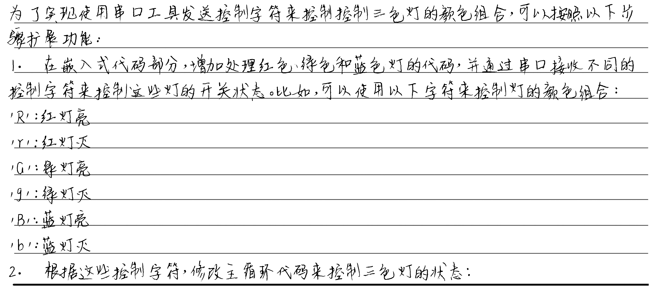 为了实现使用串口工具发送控制字符来控制控制三色灯的颜色组合,可以按照以下步
骤扩展功能:
1. 在嵌入式代码部分,增加处理红色、绿色和蓝色灯的代码,并通过串口接收不同的
控制字符来控制这些灯的开关状态。比如,可以使用以下字符来控制灯的颜色组合:
'R':红灯亮
'r':红灯灭
'G':绿灯亮
'g':绿灯灭
'B':蓝灯亮
'b':蓝灯灭
2. 根据这些控制字符,修改主循环代码来控制三色灯的状态: